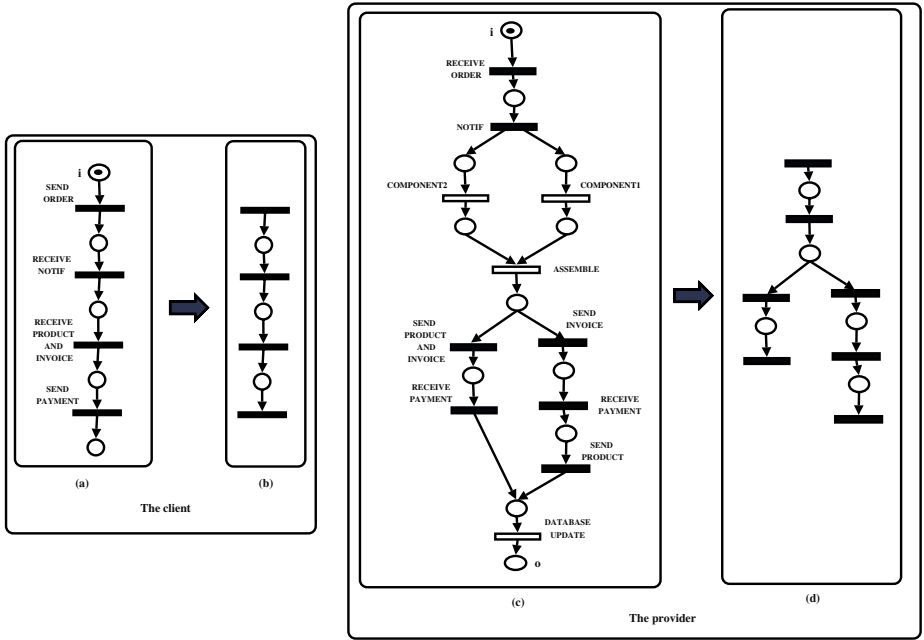 i
SEND
ORDER
RECEIVE
NOTIF
RECEIVE
PRODUCT
AND
INVOICE
SEND
PAYMENT
(a)
(b)
The client
i
RECEIVE
ORDER
NOTIF
COMPONENT2
COMPONENT1
ASSEMBLE
SEND
PRODUCT
AND
INVOICE
SEND
INVOICE
RECEIVE
PAYMENT
RECEIVE
PAYMENT
SEND
PRODUCT
DATABASE
UPDATE
o
(c)
(d)
The provider